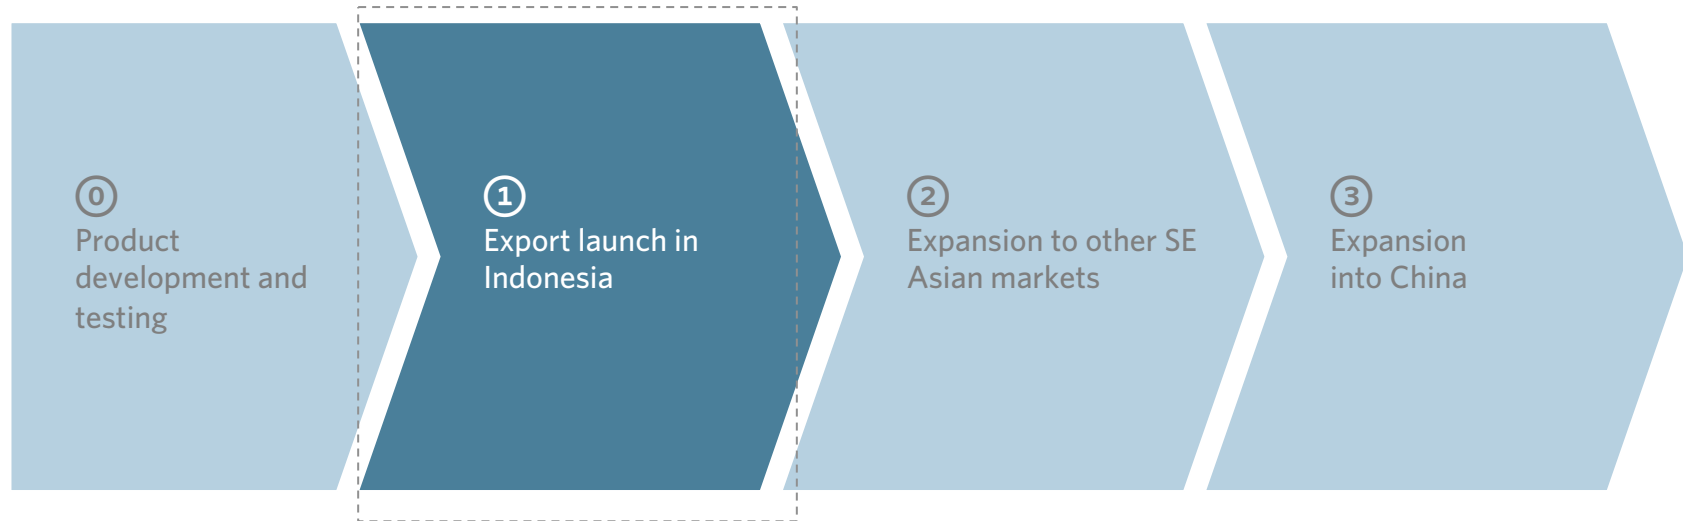 0
Product
development and
testing
1
Export launch in
Indonesia
2
Expansion to other SE
Asian markets
3
Expansion
into China